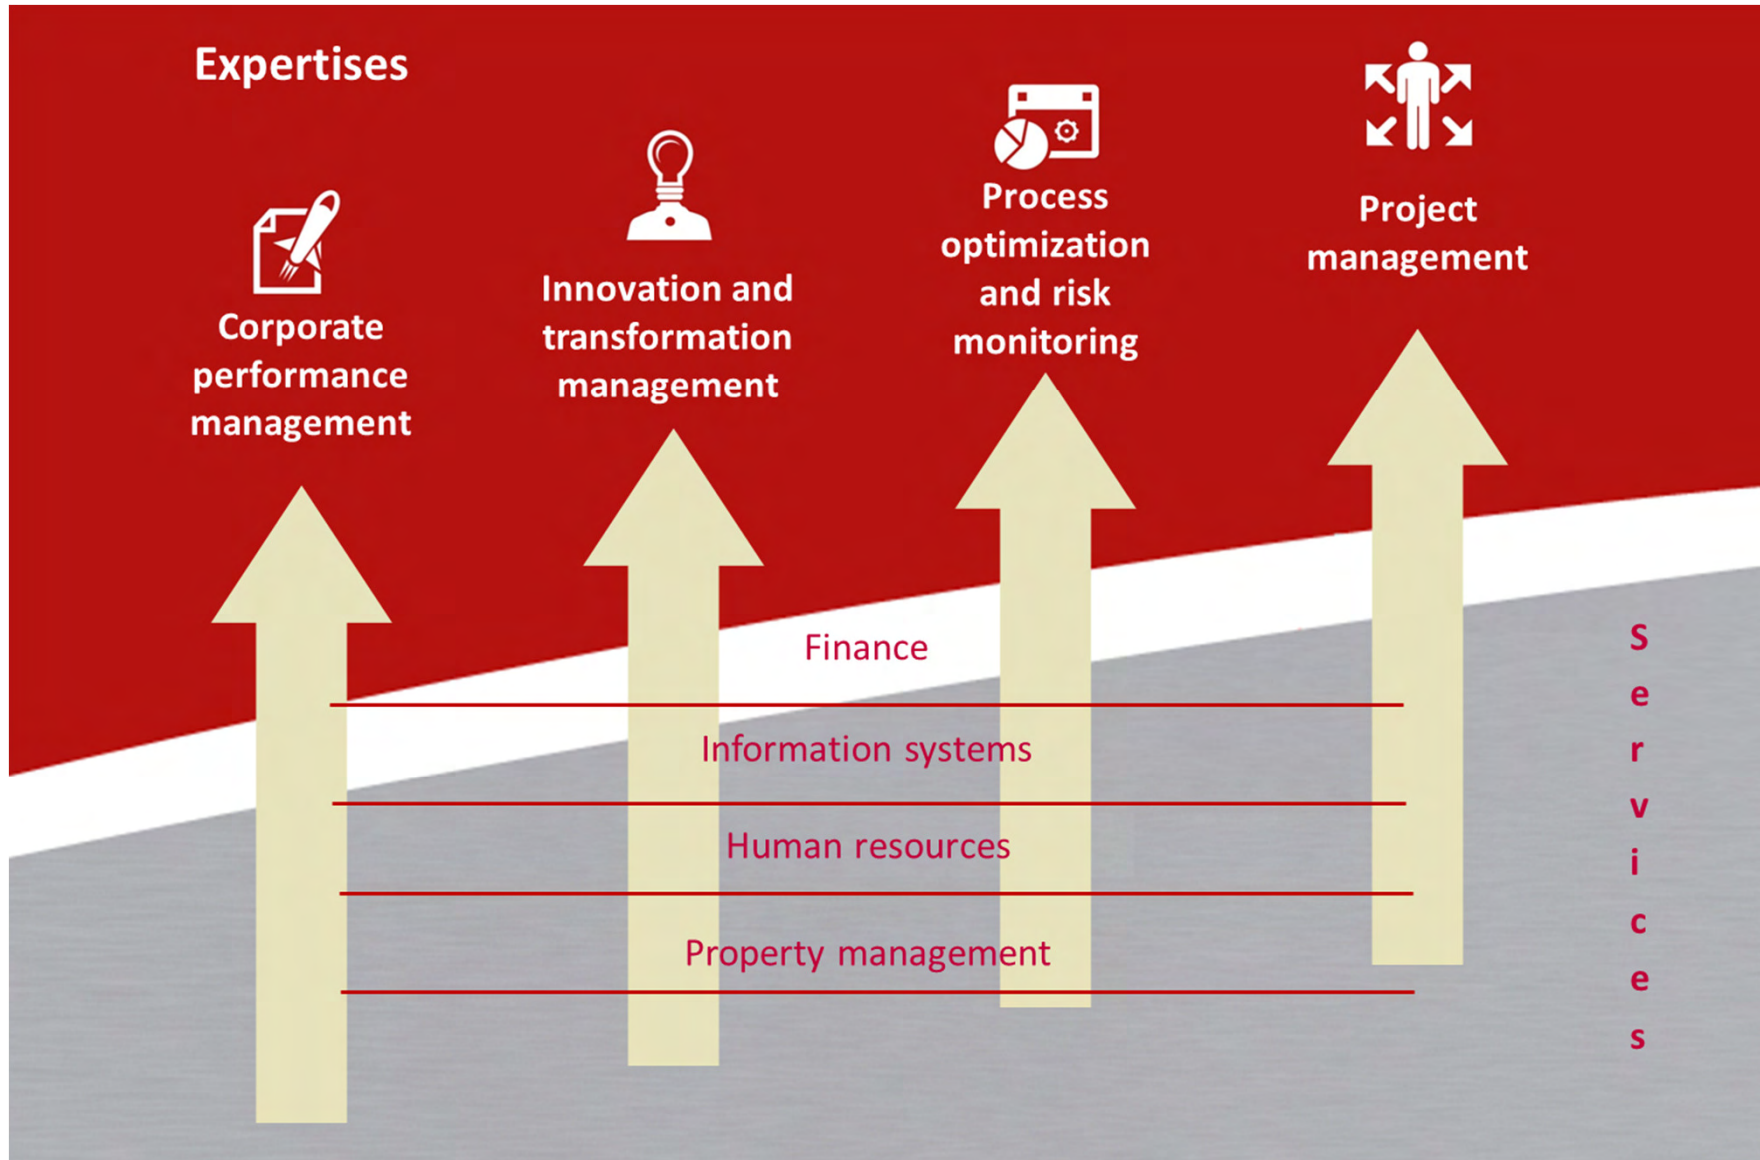 Expertises
Corporate
performance
management
Innovation and
transformation
management
Process
optimization
and risk
monitoring
Project
management
Finance
Information systems
Human resources
Property management
S
e
r
v
i
c
e
s